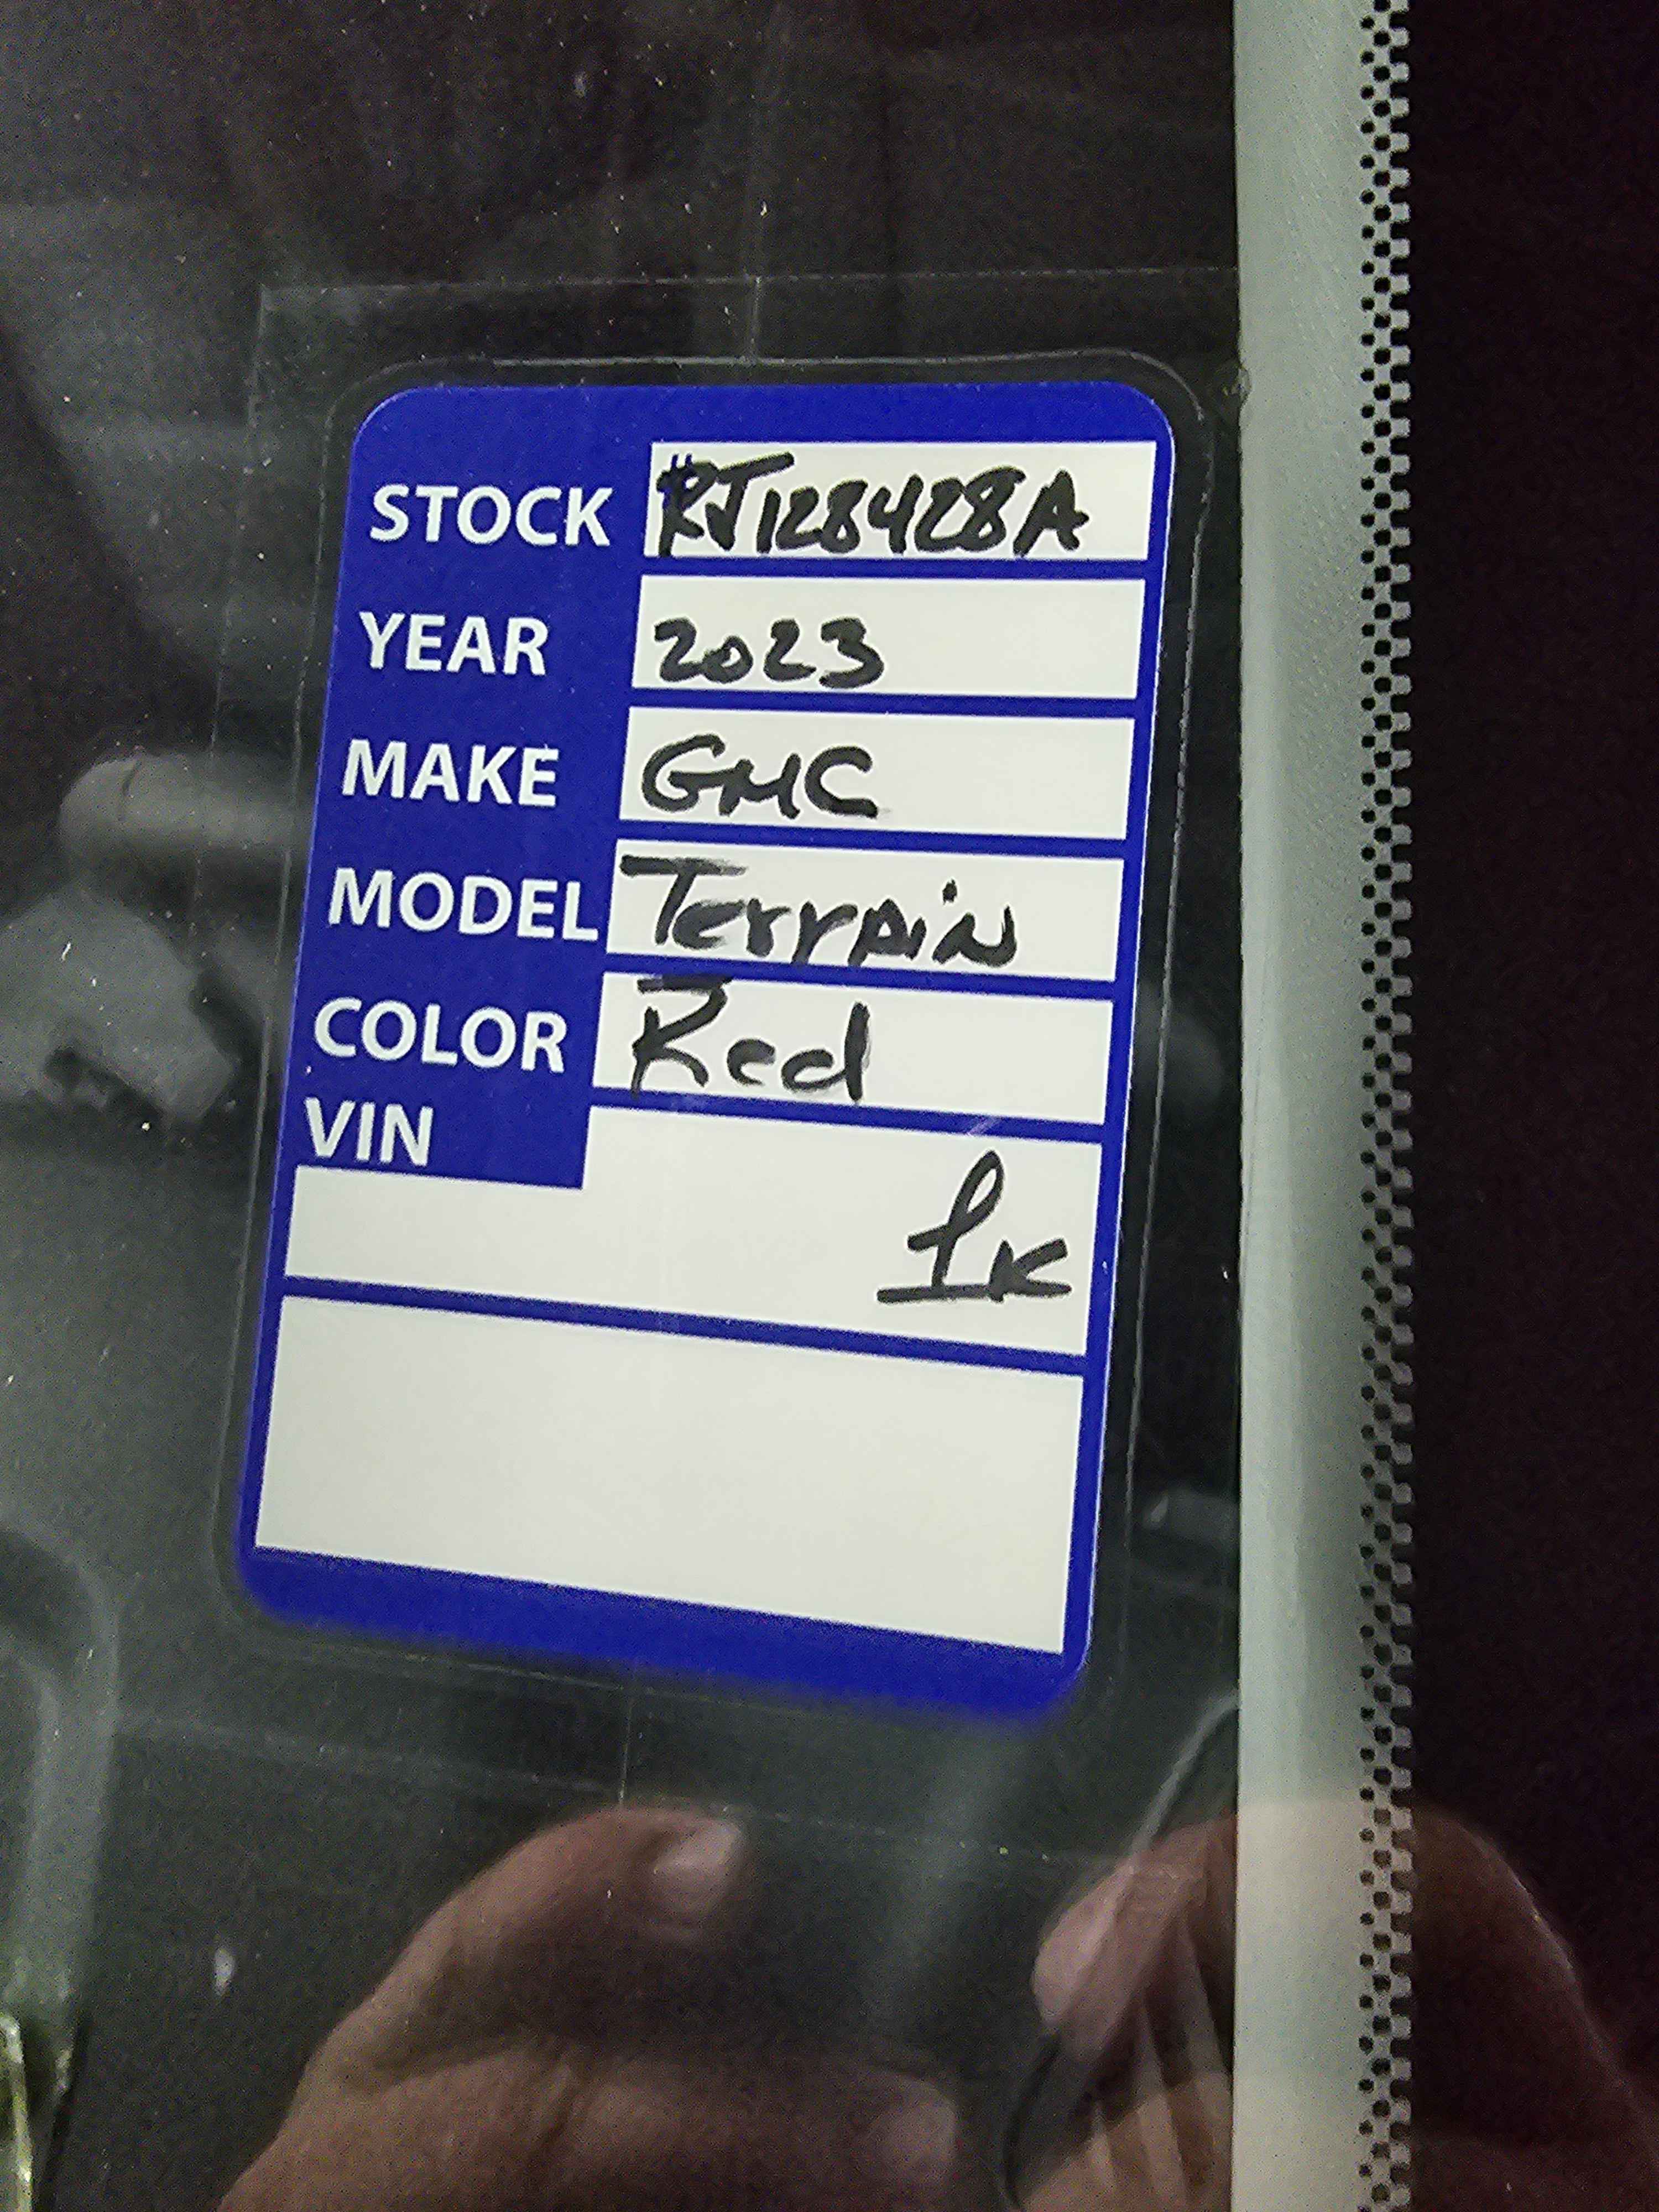 STOCK RJ128428A
YEAR 2023
MAKE GMC
MODEL Terrain
COLOR Red
VIN
1K